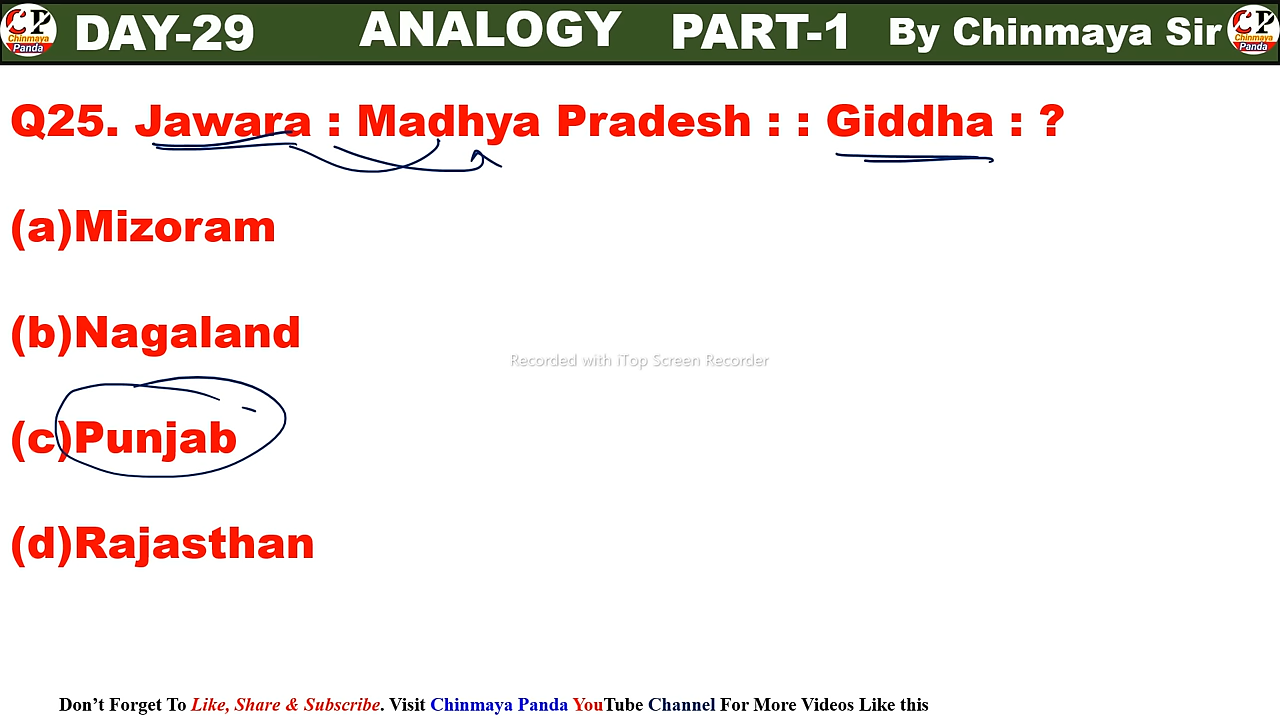 CP Chinmaya Panda DAY-29 ANALOGY PART-1 By Chinmaya Sir CP Chinmaya Panda
Q25. Jawara : Madhya Pradesh : : Giddha : ?
(a)Mizoram
(b)Nagaland
Recorded with iTop Screen Recorder
(c)Punjab
(d)Rajasthan
Don’t Forget To Like, Share & Subscribe. Visit Chinmaya Panda YouTube Channel For More Videos Like this